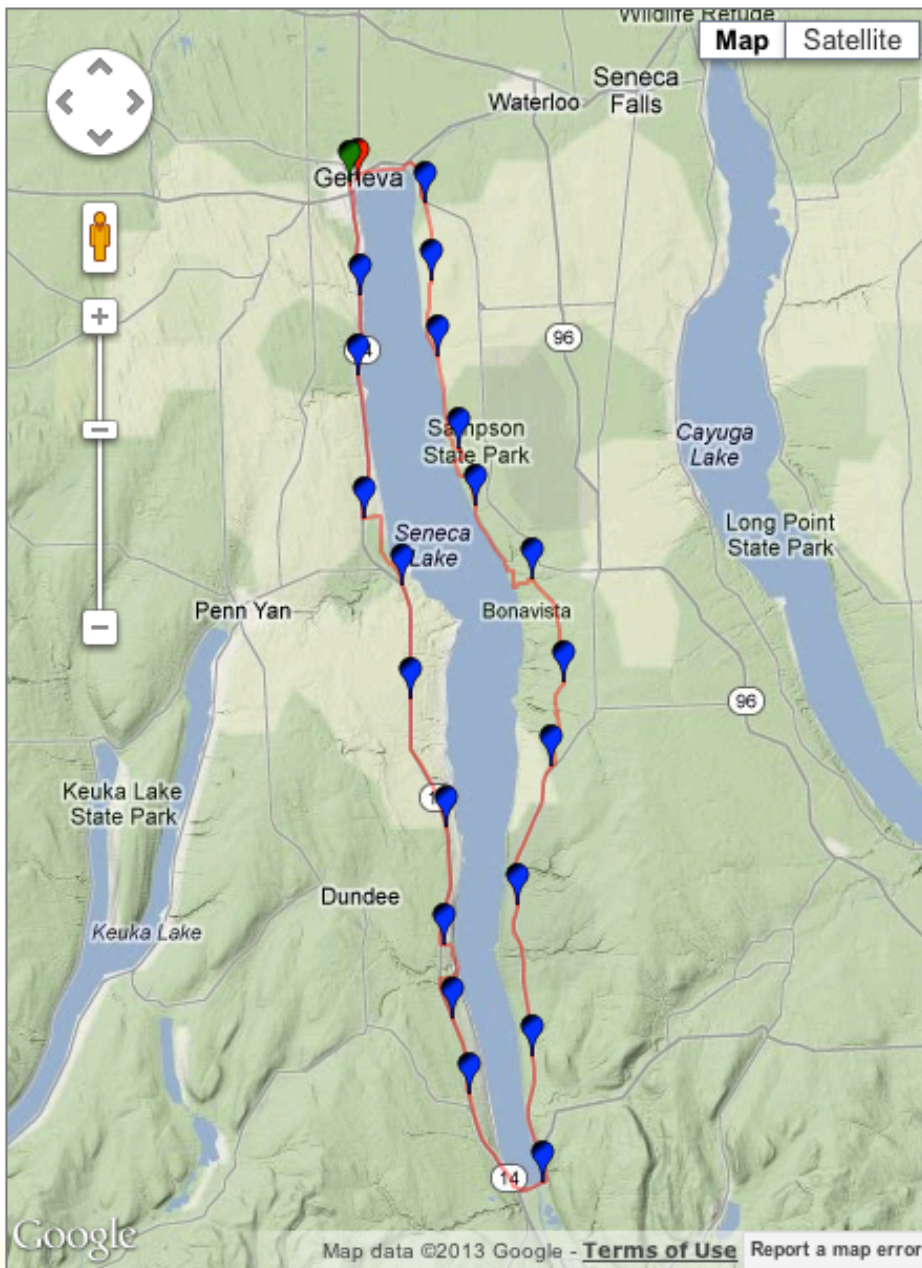 Wildlife Refuge
Map
Satellite
Seneca
Falls
Waterloo
Geneva
96
Sampson
State Park
Cayuga
Lake
Long Point
State Park
Seneca
Lake
Penn Yan
Bonavista
96
Keuka Lake
State Park
Dundee
Keuka Lake
14
Google
Map data ©2013 Google - Terms of Use
Report a map error